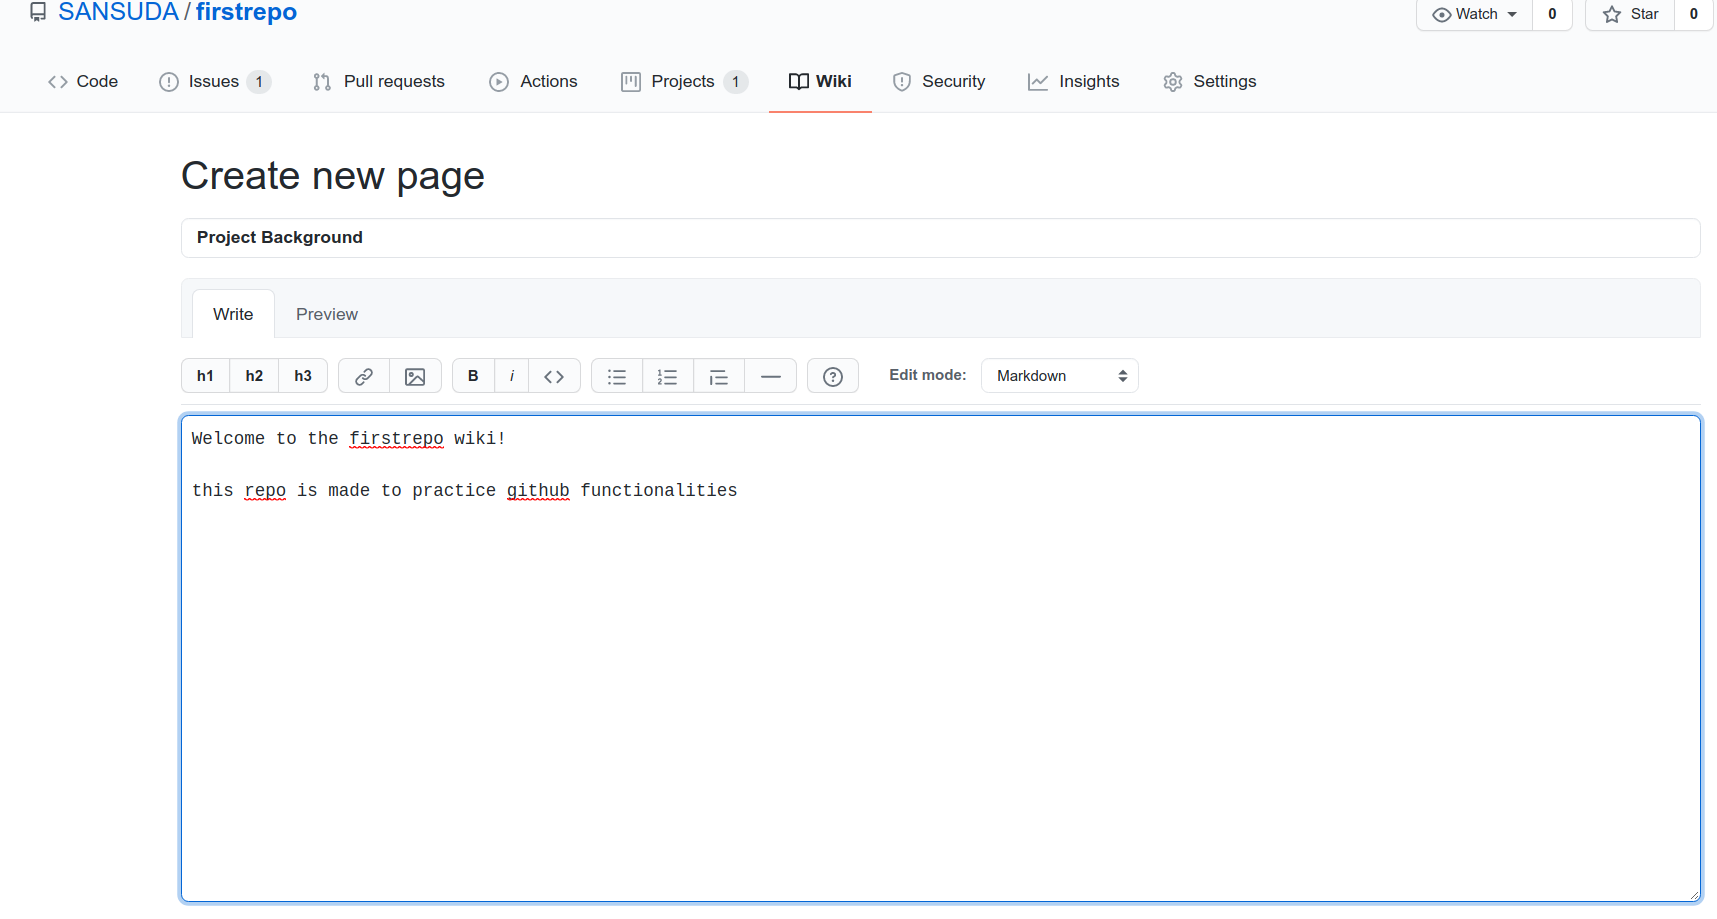 SANSUDA / firstrepo Watch 0 Star 0
Code Issues 1 Pull requests Actions Projects 1 Wiki Security Insights Settings
Create new page
Project Background
Write Preview
h1 h2 h3 B i Edit mode: Markdown
Welcome to the firstrepo wiki!
this repo is made to practice github functionalities